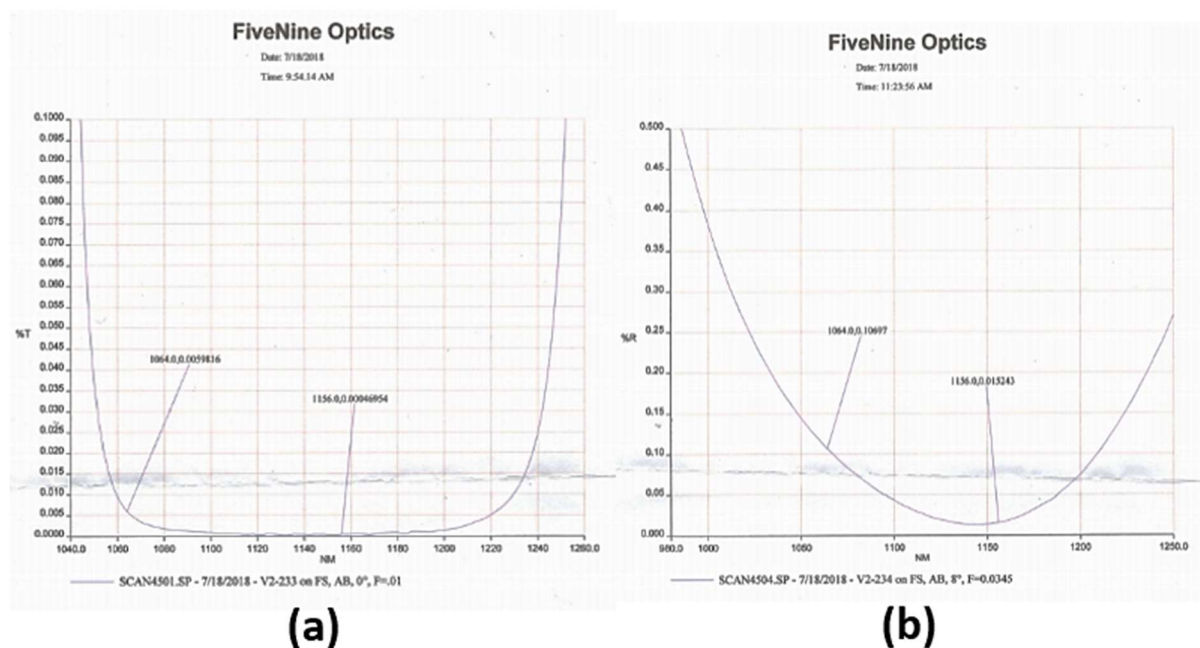 FiveNine Optics
Date: 7/18/2018
Time: 9:54:14 AM
0.1000
0.095
0.090
0.085
0.080
0.075
0.070
0.065
0.060
0.055
0.050
0.045
0.040
0.035
0.030
0.025
0.020
0.015
0.010
0.005
0.0000
%T
1064.0,0.0059816
1156.0,0.00046954
1040.0 1060 1080 1100 1120 1140 1160 1180 1200 1220 1240 1260.0
NM
SCAN4501.SP - 7/18/2018 - V2-233 on FS, AB, 0°, F=.01
(a)
FiveNine Optics
Date: 7/18/2018
Time: 11:23:56 AM
0.500
0.45
0.40
0.35
0.30
0.25
0.20
0.15
0.10
0.05
0.000
%R
1064.0,0.10697
1156.0,0.015243
980.0 1000 1050 1100 1150 1200 1250.0
NM
SCAN4504.SP - 7/18/2018 - V2-234 on FS, AB, 8°, F=0.0345
(b)